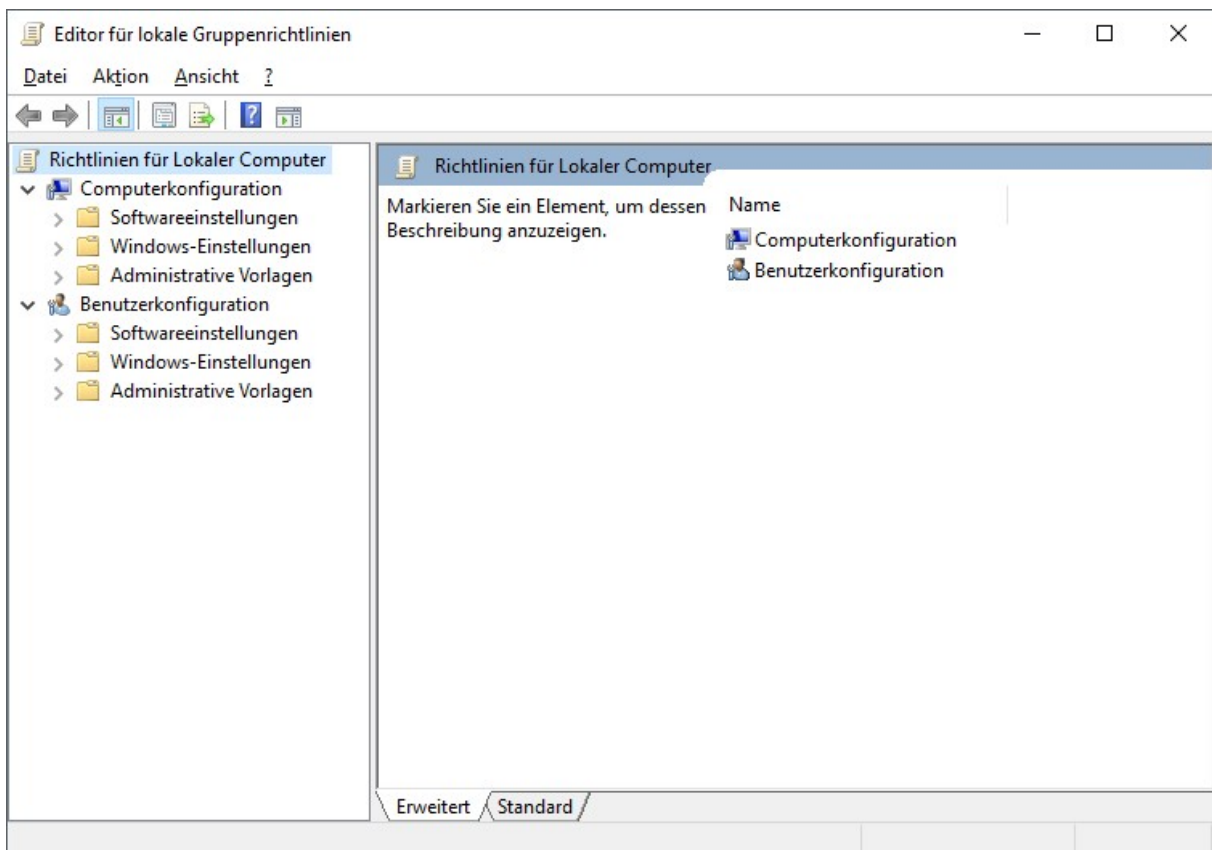 Editor für lokale Gruppenrichtlinien
Datei Aktion Ansicht ?
Richtlinien für Lokaler Computer
Computerkonfiguration
Softwareeinstellungen
Windows-Einstellungen
Administrative Vorlagen
Benutzerkonfiguration
Softwareeinstellungen
Windows-Einstellungen
Administrative Vorlagen
Richtlinien für Lokaler Computer
Markieren Sie ein Element, um dessen
Beschreibung anzuzeigen.
Name
Computerkonfiguration
Benutzerkonfiguration
Erweitert Standard